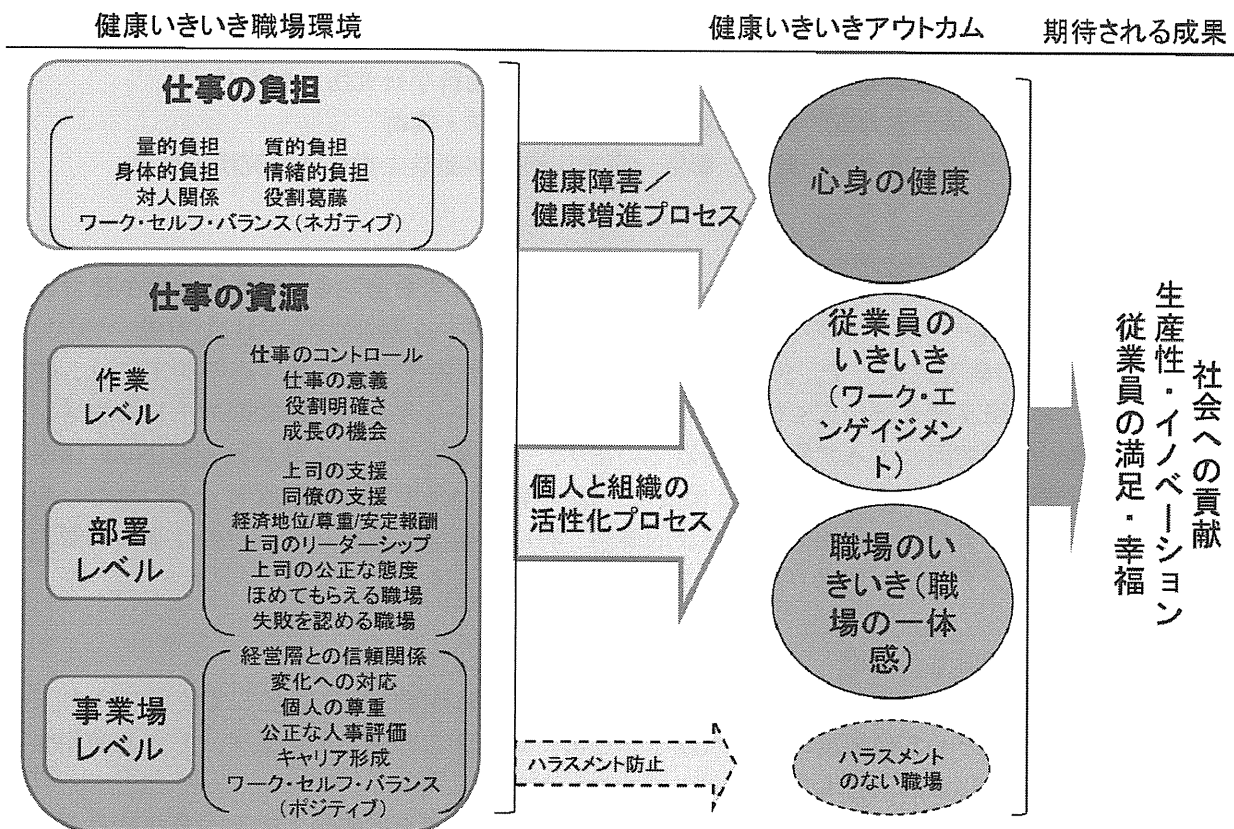 健康いきいき職場環境
健康いきいきアウトカム
期待される成果
仕事の負担
量的負担 質的負担
身体的負担 情緒的負担
対人関係 役割葛藤
ワーク・セルフ・バランス(ネガティブ)
仕事の資源
作業
レベル
仕事のコントロール
仕事の意義
役割明確さ
成長の機会
部署
レベル
上司の支援
同僚の支援
経済地位/尊重/安定報酬
上司のリーダーシップ
上司の公正な態度
ほめてもらえる職場
失敗を認める職場
事業場
レベル
経営層との信頼関係
変化への対応
個人の尊重
公正な人事評価
キャリア形成
ワーク・セルフ・バランス
(ポジティブ)
健康障害/
健康増進プロセス
個人と組織の
活性化プロセス
ハラスメント防止
心身の健康
従業員の
いきいき
(ワーク・エ
ンゲイジメン
ト)
職場のい
きいき(職
場の一体
感)
ハラスメント
のない職場
社会への貢献
生産性・イノベーション
従業員の満足・幸福